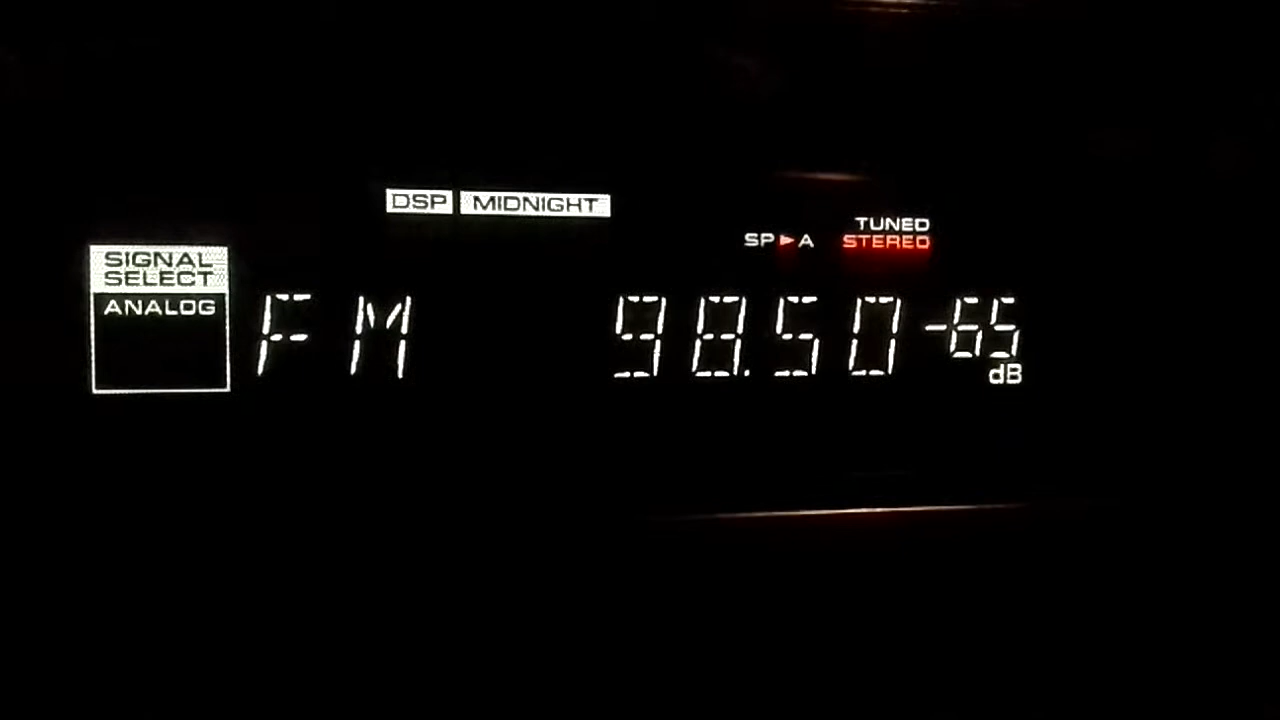 DSP MIDNIGHT
TUNED
SP►A STEREO
SIGNAL
SELECT
ANALOG
FM 98.50 -65
dB